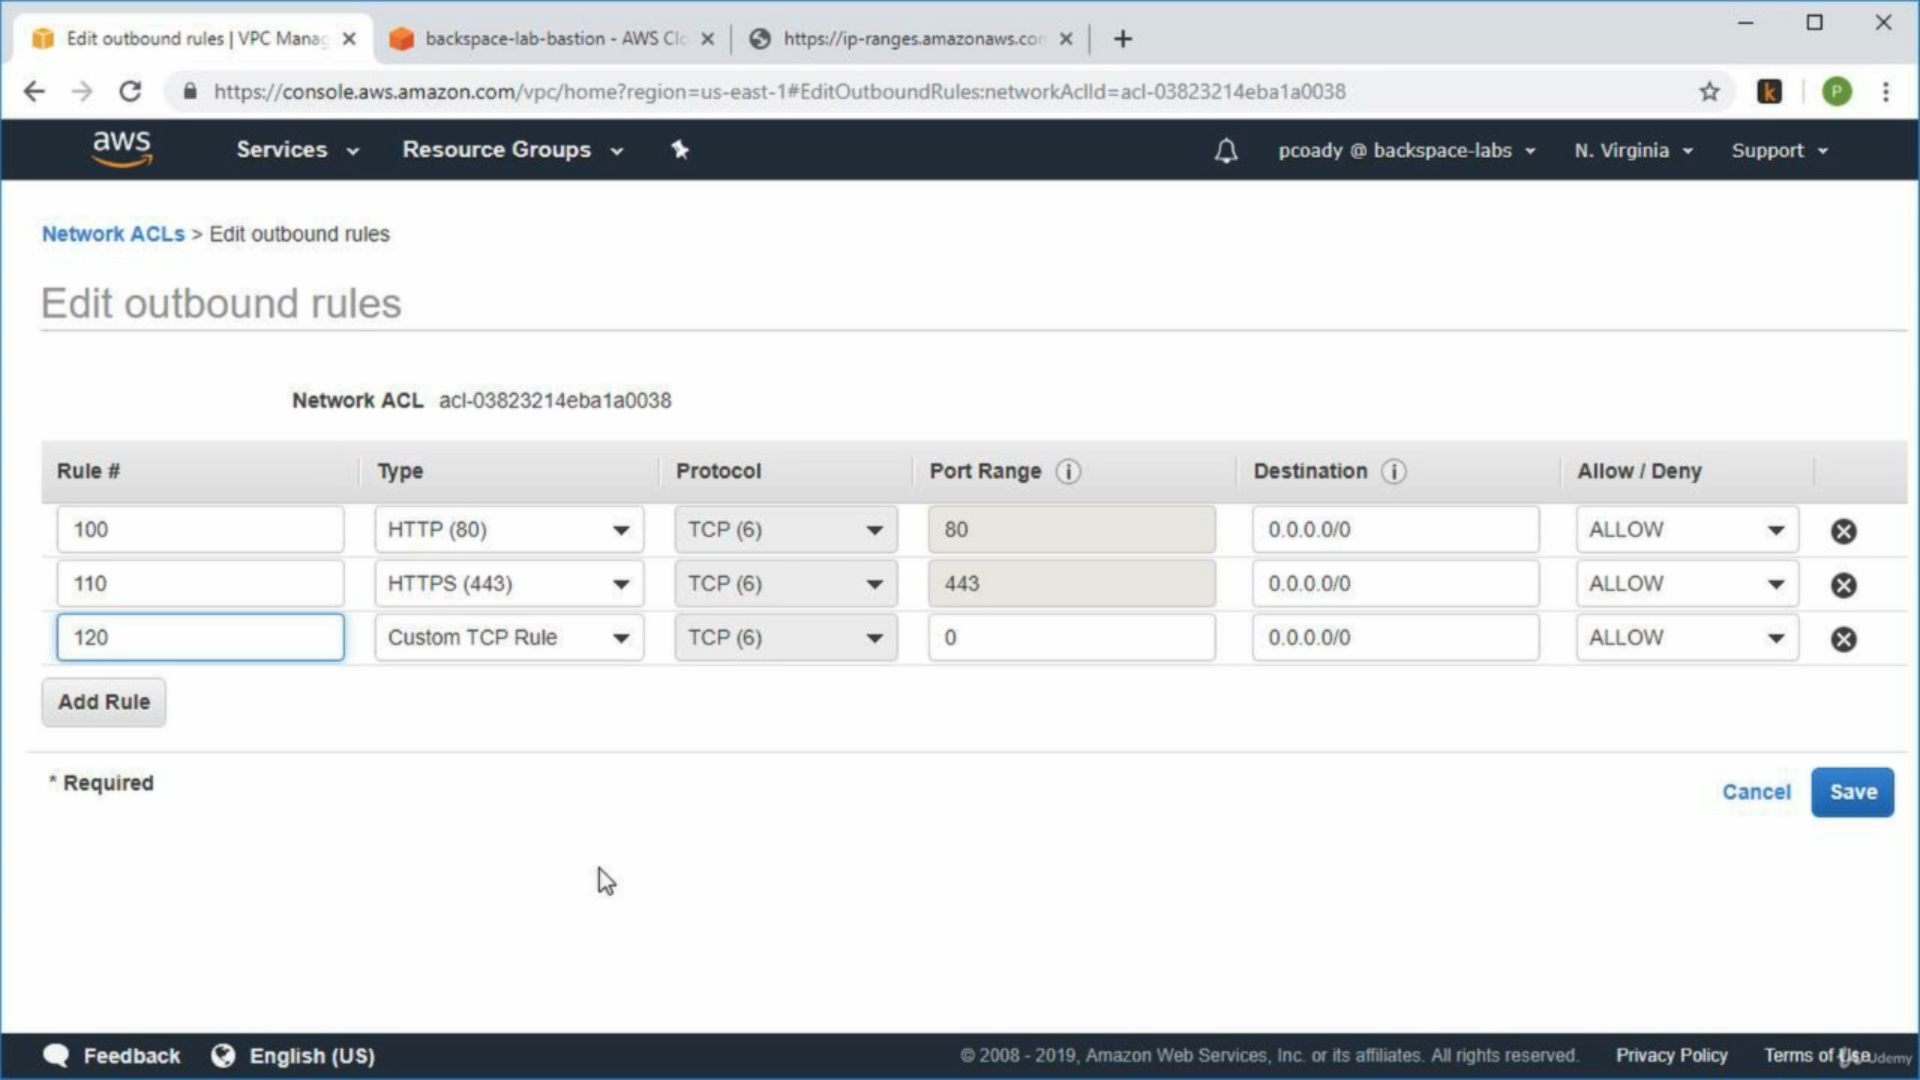 Edit outbound rules | VPC Manag
backspace-lab-bastion - AWS Clo
https://ip-ranges.amazonaws.com
https://console.aws.amazon.com/vpc/home?region=us-east-1#EditOutboundRules:networkAclId=acl-03823214eba1a0038
k
P
aws
Services
Resource Groups
pcoady @ backspace-labs
N. Virginia
Support
Network ACLs > Edit outbound rules
Edit outbound rules
Network ACL acl-03823214eba1a0038
Rule # Type Protocol Port Range i Destination i Allow / Deny
100 HTTP (80) TCP (6) 80 0.0.0.0/0 ALLOW
110 HTTPS (443) TCP (6) 443 0.0.0.0/0 ALLOW
120 Custom TCP Rule TCP (6) 0 0.0.0.0/0 ALLOW
Add Rule
* Required
Cancel
Save
Feedback
English (US)
© 2008 - 2019, Amazon Web Services, Inc. or its affiliates. All rights reserved.
Privacy Policy
Terms of Use
Udemy